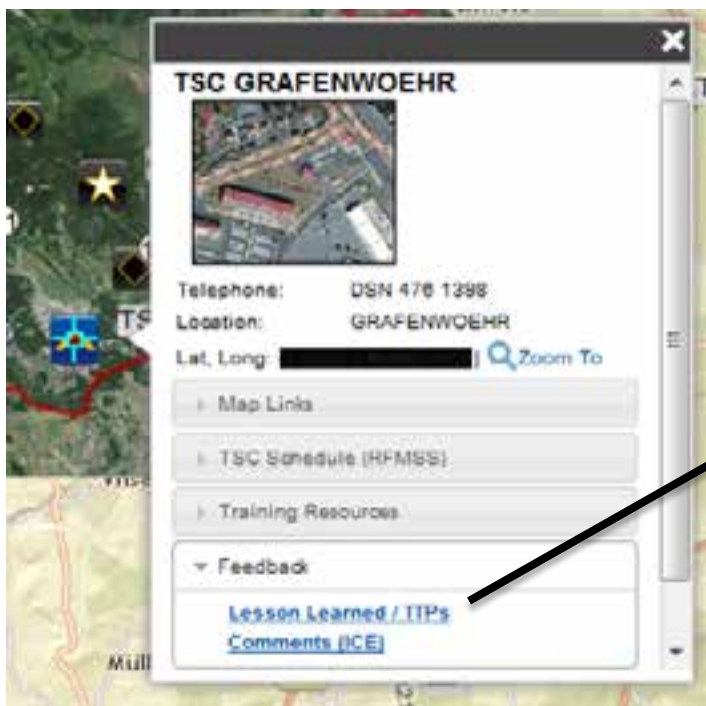 TSC GRAFENWOEHR
Telephone: DSN 476 1398
Location: GRAFENWOEHR
Lat, Long: Zoom To
Map Links
TSC Schedule (RFMSS)
Training Resources
Feedback
Lesson Learned / TTPs
Comments (ICE)
TS
Müll